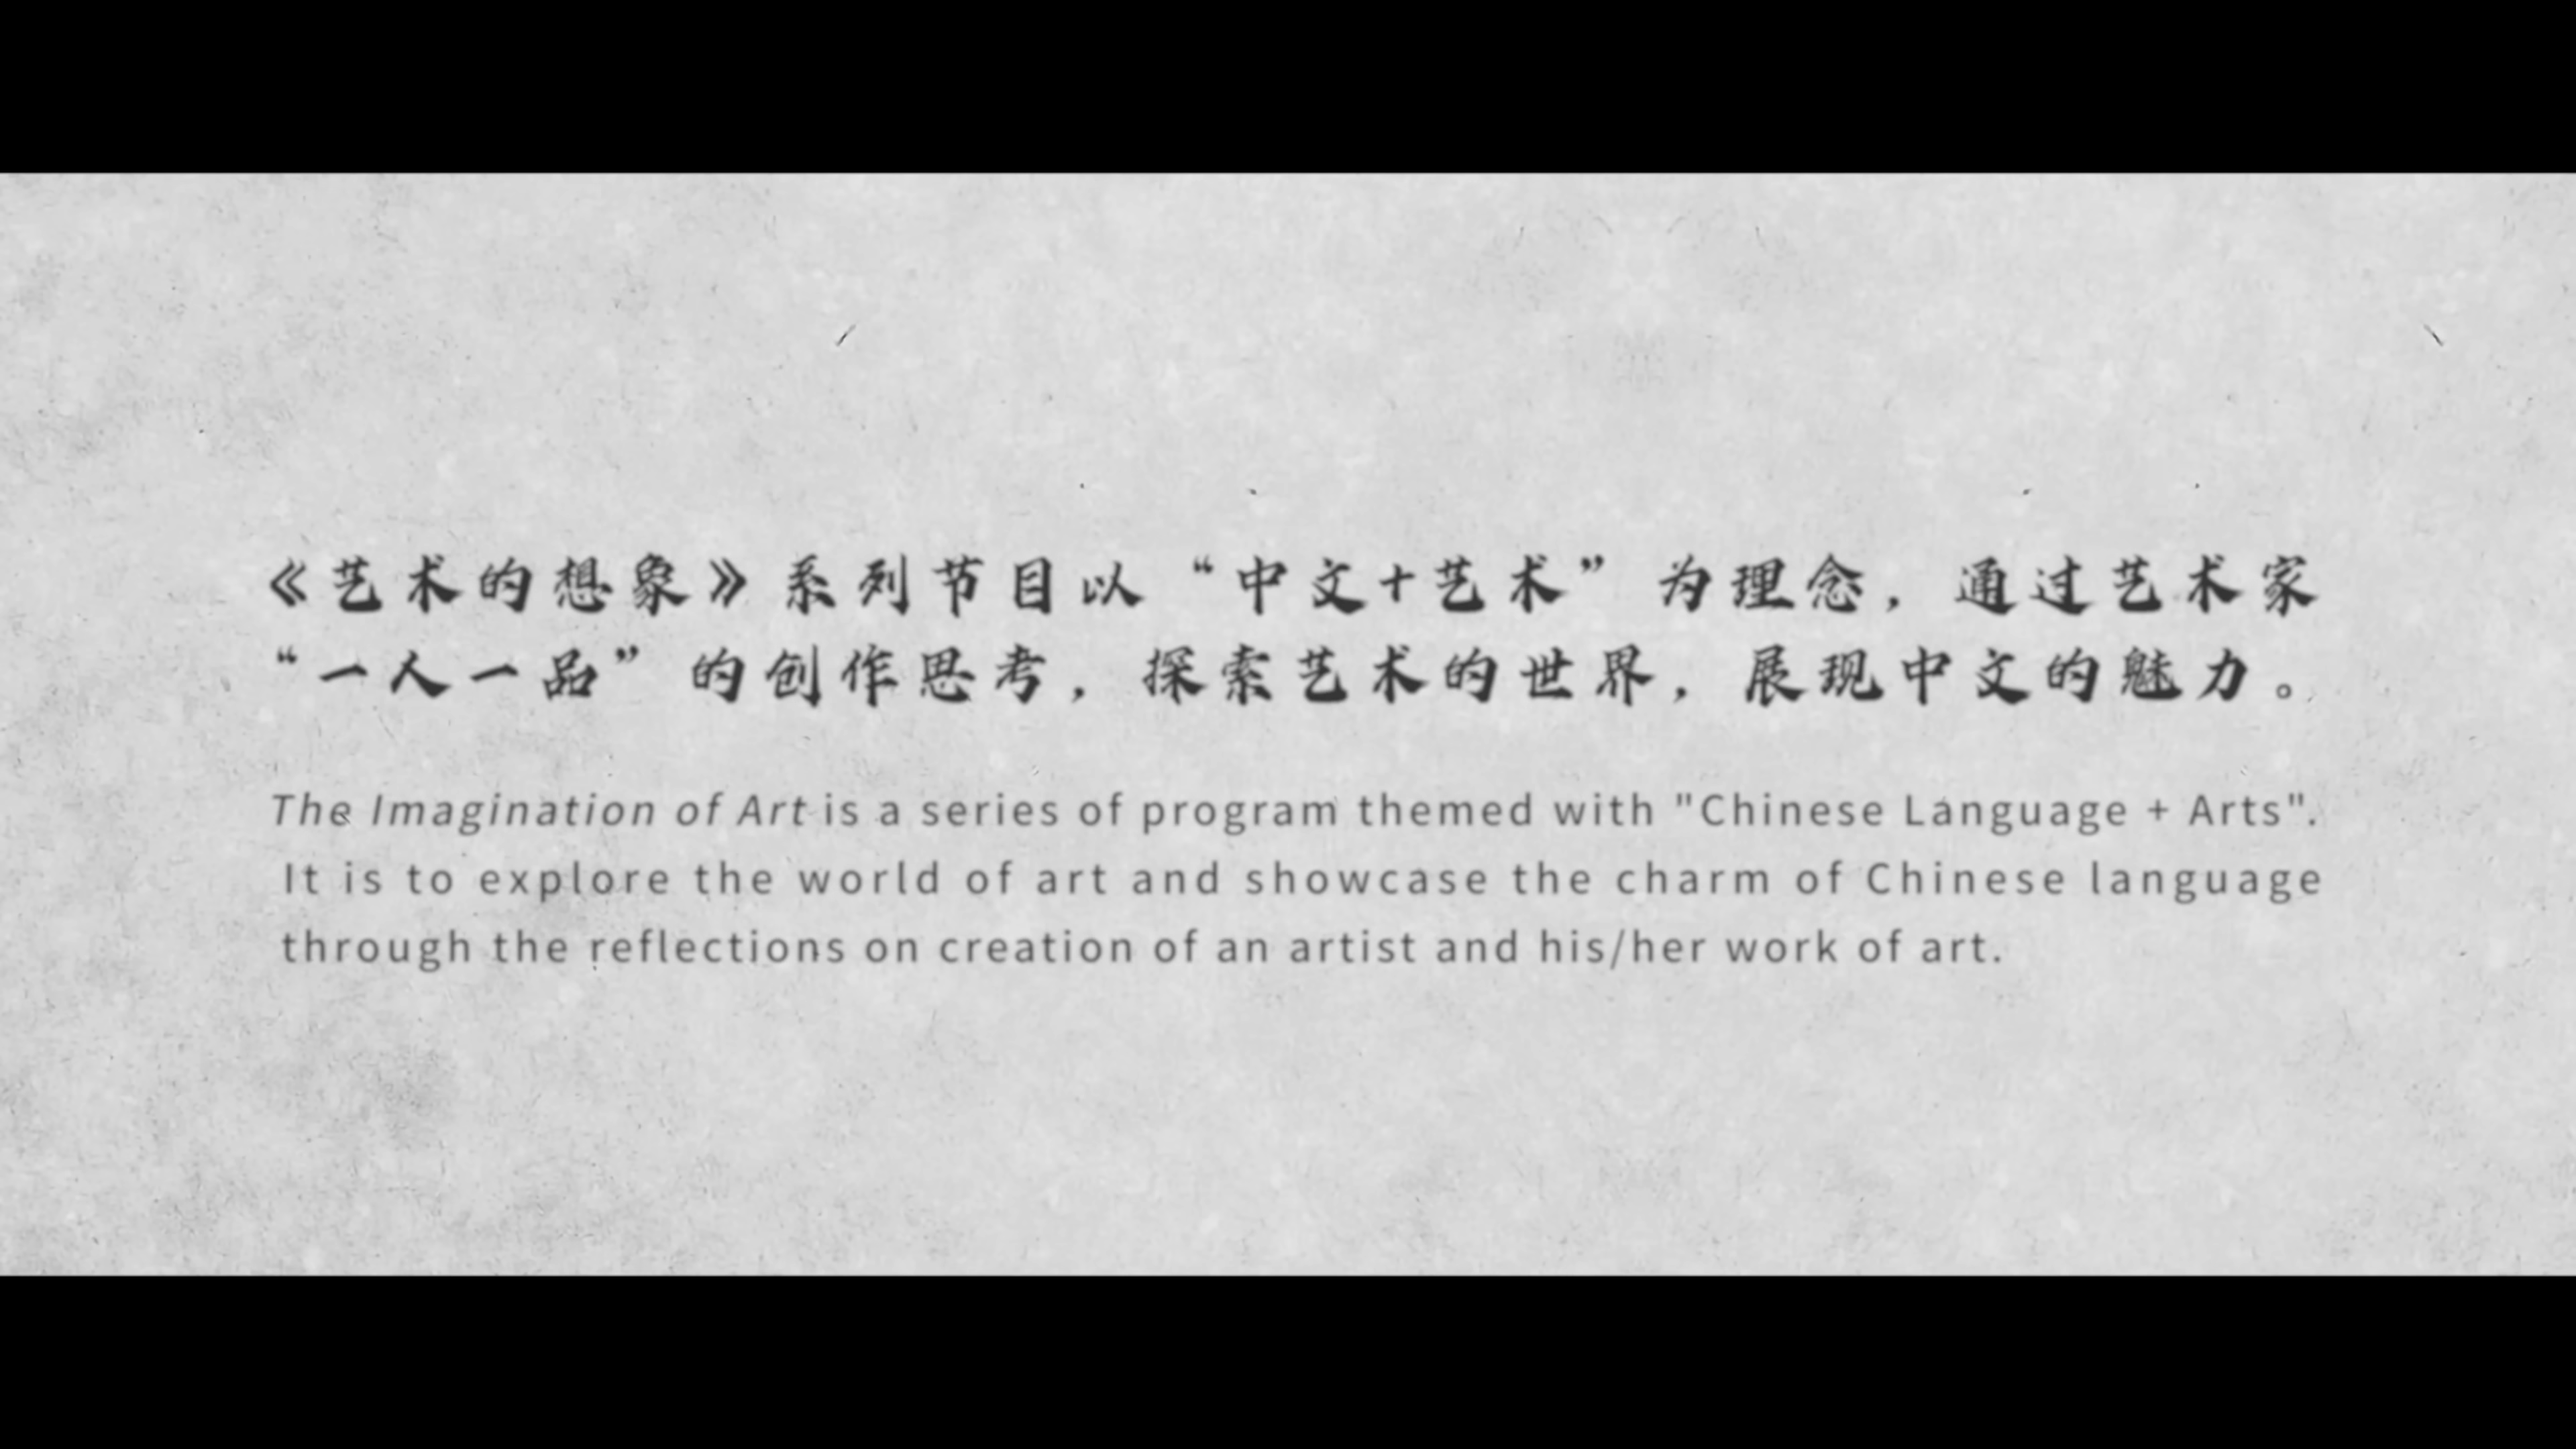 《艺术的想象》系列节目以“中文+艺术”为理念，通过艺术家
“一人一品”的创作思考，探索艺术的世界，展现中文的魅力。
The Imagination of Art is a series of program themed with "Chinese Language + Arts".
It is to explore the world of art and showcase the charm of Chinese language
through the reflections on creation of an artist and his/her work of art.